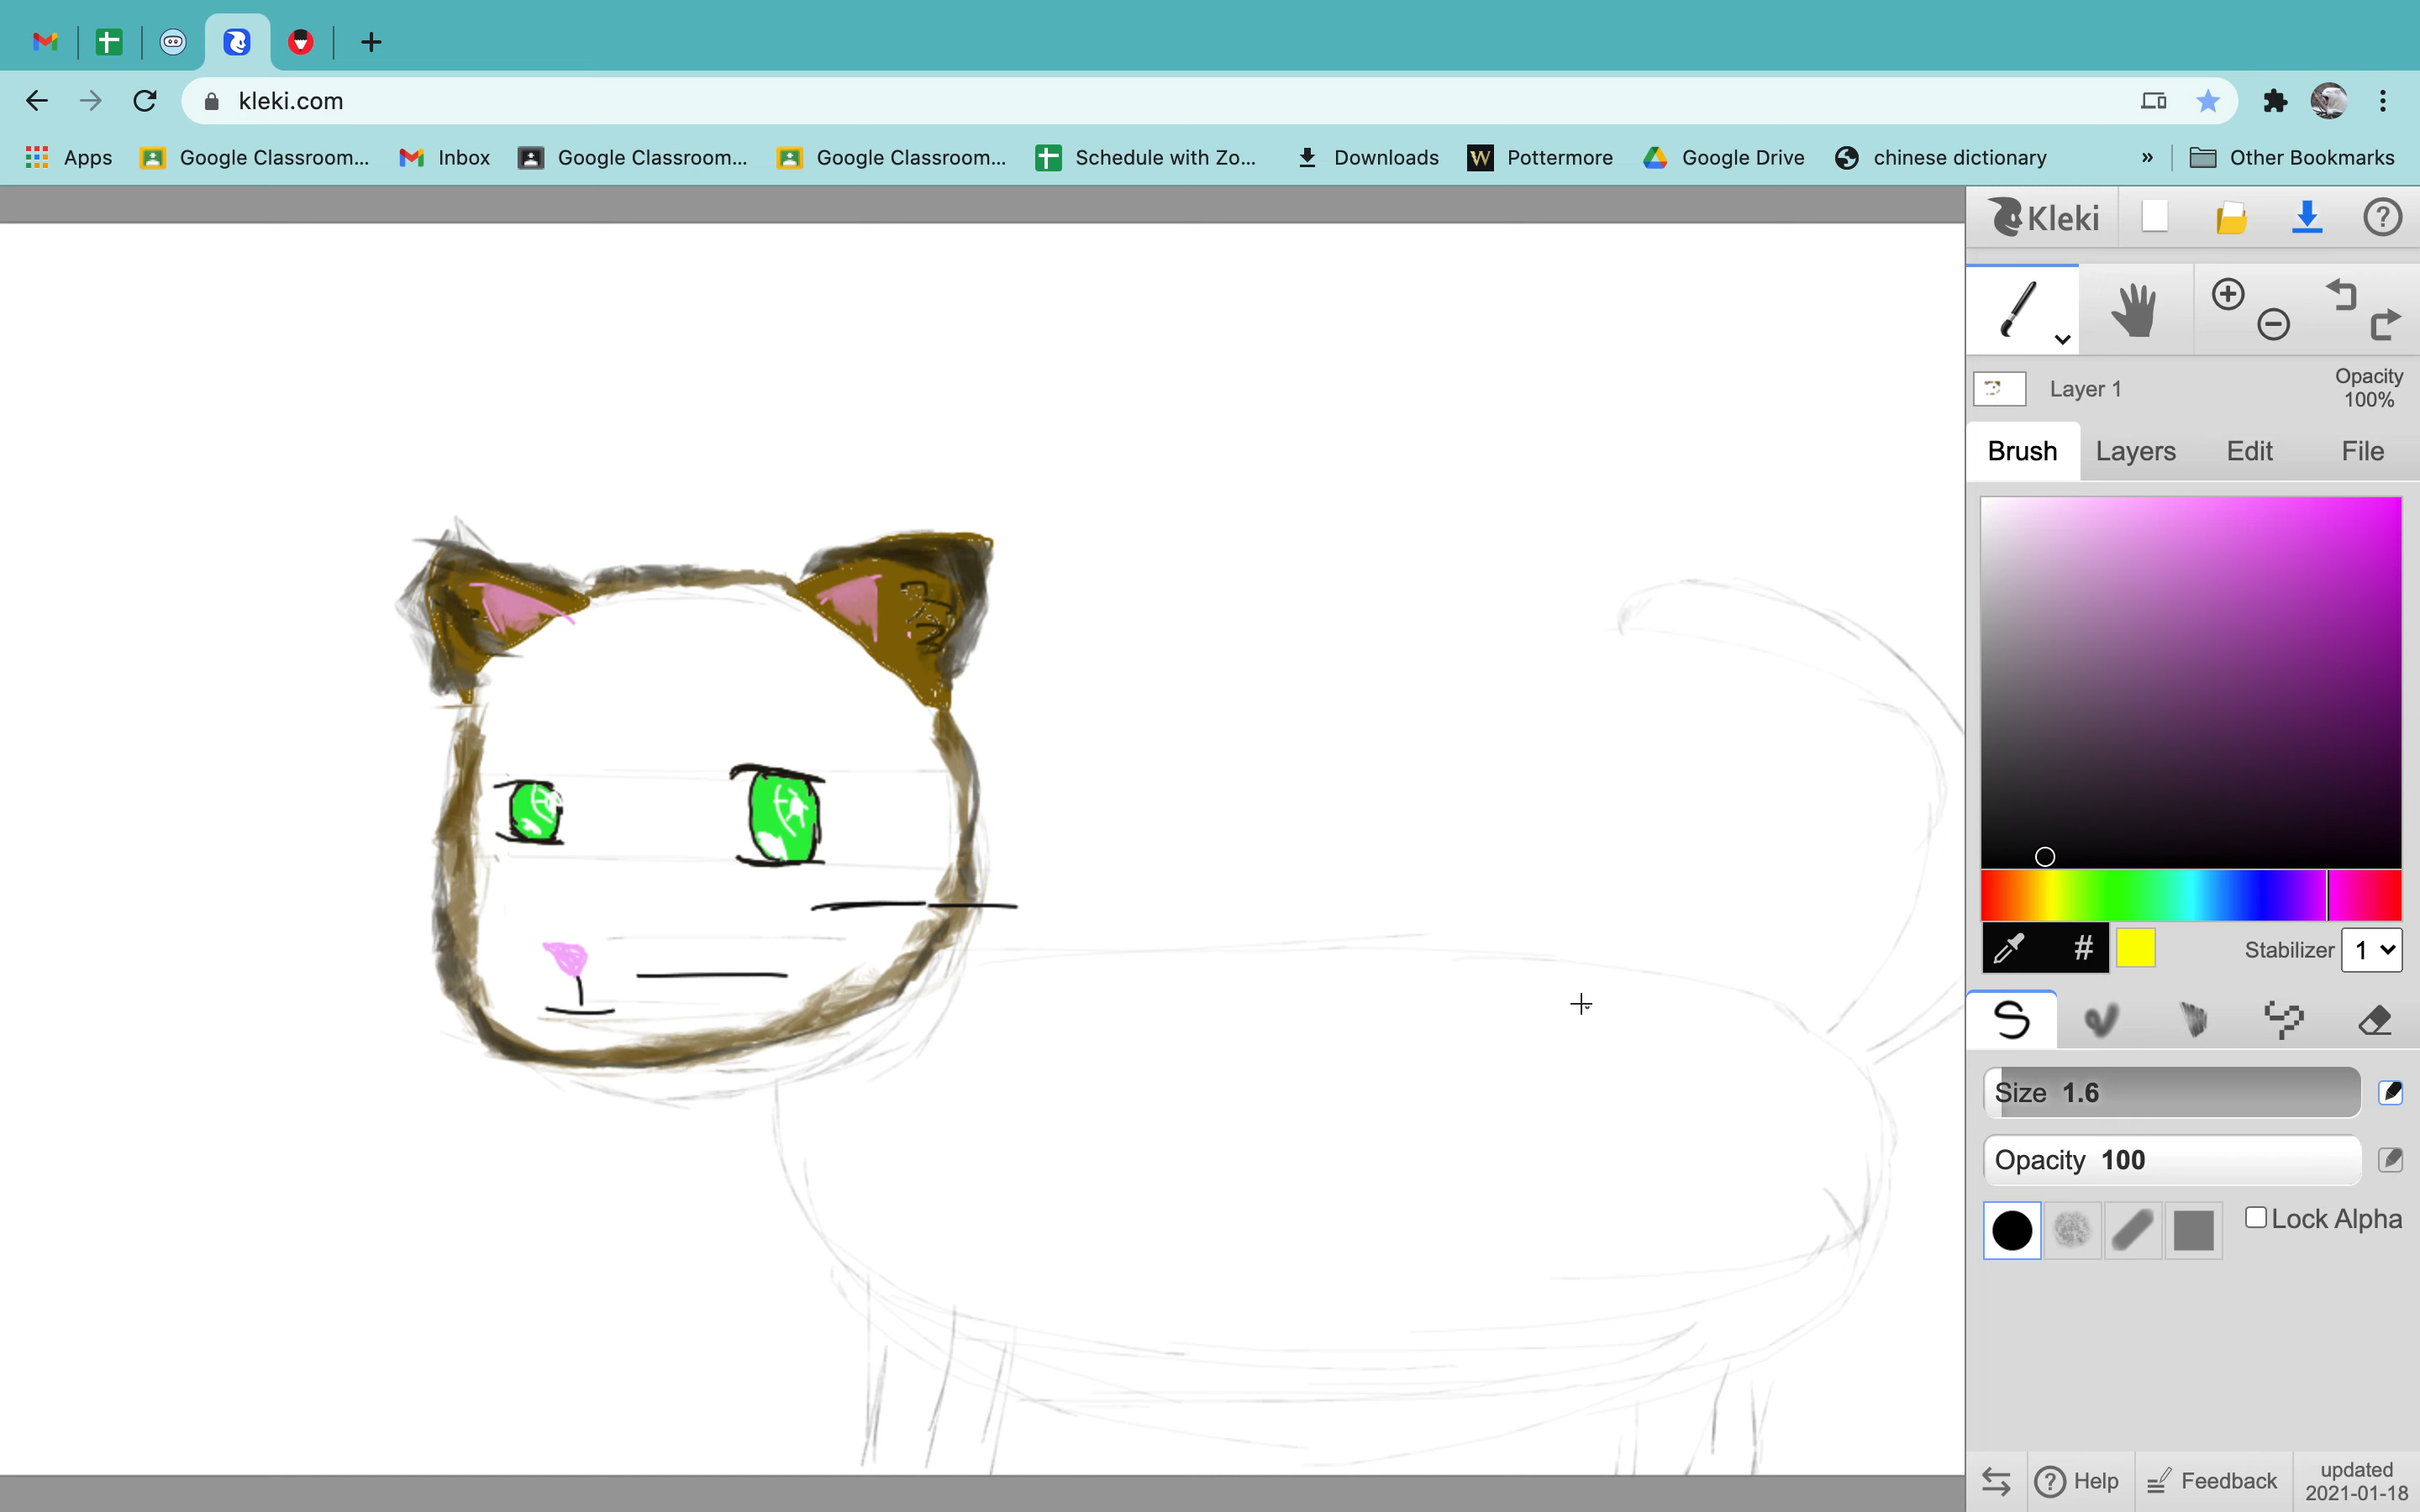 kleki.com
Apps Google Classroom... Inbox Google Classroom... Google Classroom... Schedule with Zo... Downloads W Pottermore Google Drive chinese dictionary » Other Bookmarks
Kleki ?
Layer 1 Opacity
100%
Brush Layers Edit File
# Stabilizer 1
Size 1.6
Opacity 100
Lock Alpha
? Help Feedback updated
2021-01-18